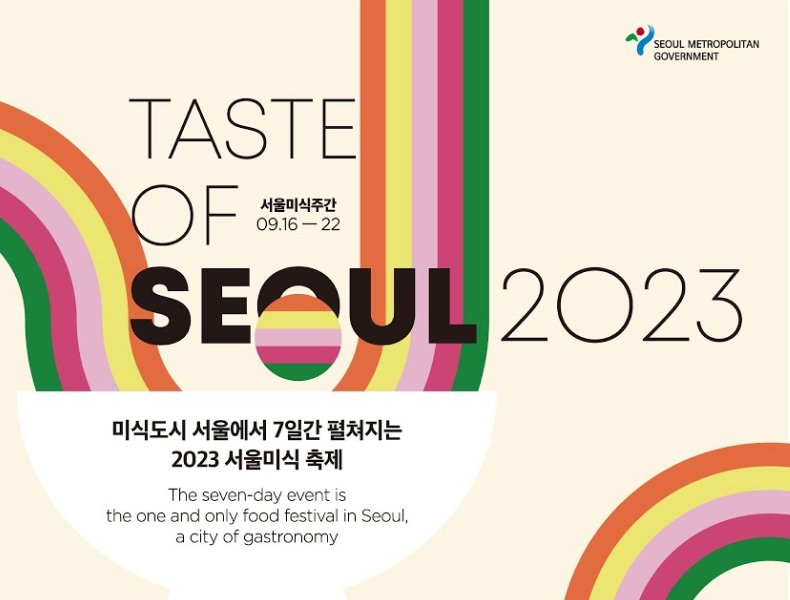 SEOUL METROPOLITAN
GOVERNMENT
TASTE
OF
서울미식주간
09.16 — 22
SEOUL 2023
미식도시 서울에서 7일간 펼쳐지는
2023 서울미식 축제
The seven-day event is
the one and only food festival in Seoul,
a city of gastronomy